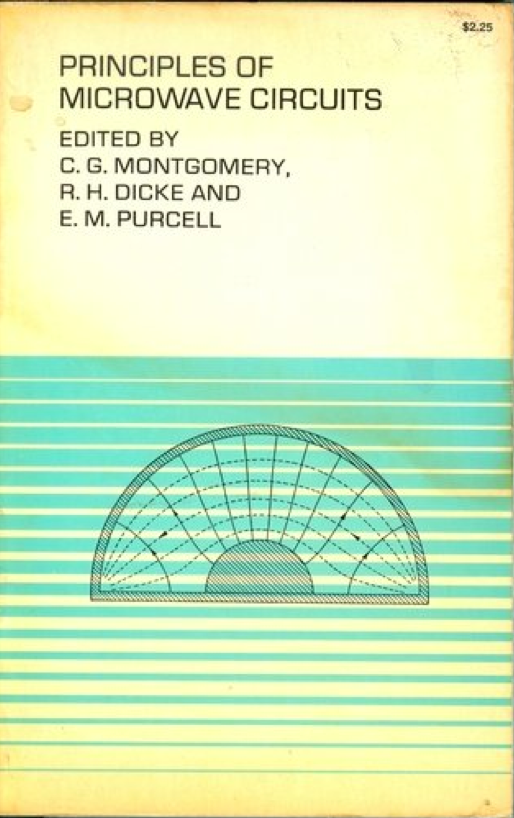 $2.25
PRINCIPLES OF
MICROWAVE CIRCUITS
EDITED BY
C. G. MONTGOMERY,
R. H. DICKE AND
E. M. PURCELL